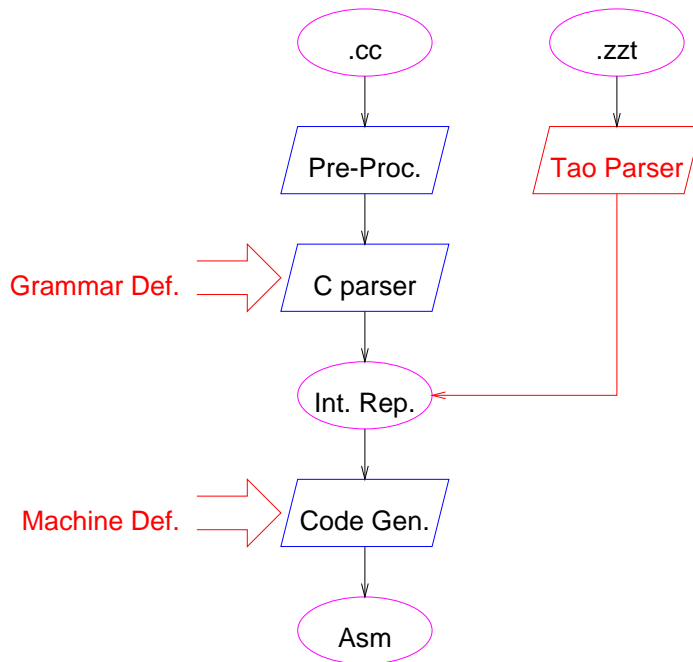 .cc
.zzt
Pre-Proc.
Tao Parser
Grammar Def.
C parser
Int. Rep.
Machine Def.
Code Gen.
Asm